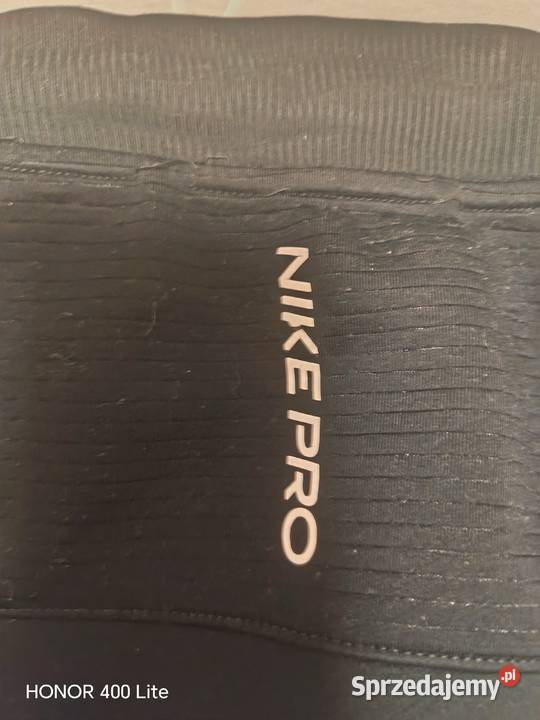 NIKE PRO
HONOR 400 Lite
Sprzedajemy.pl